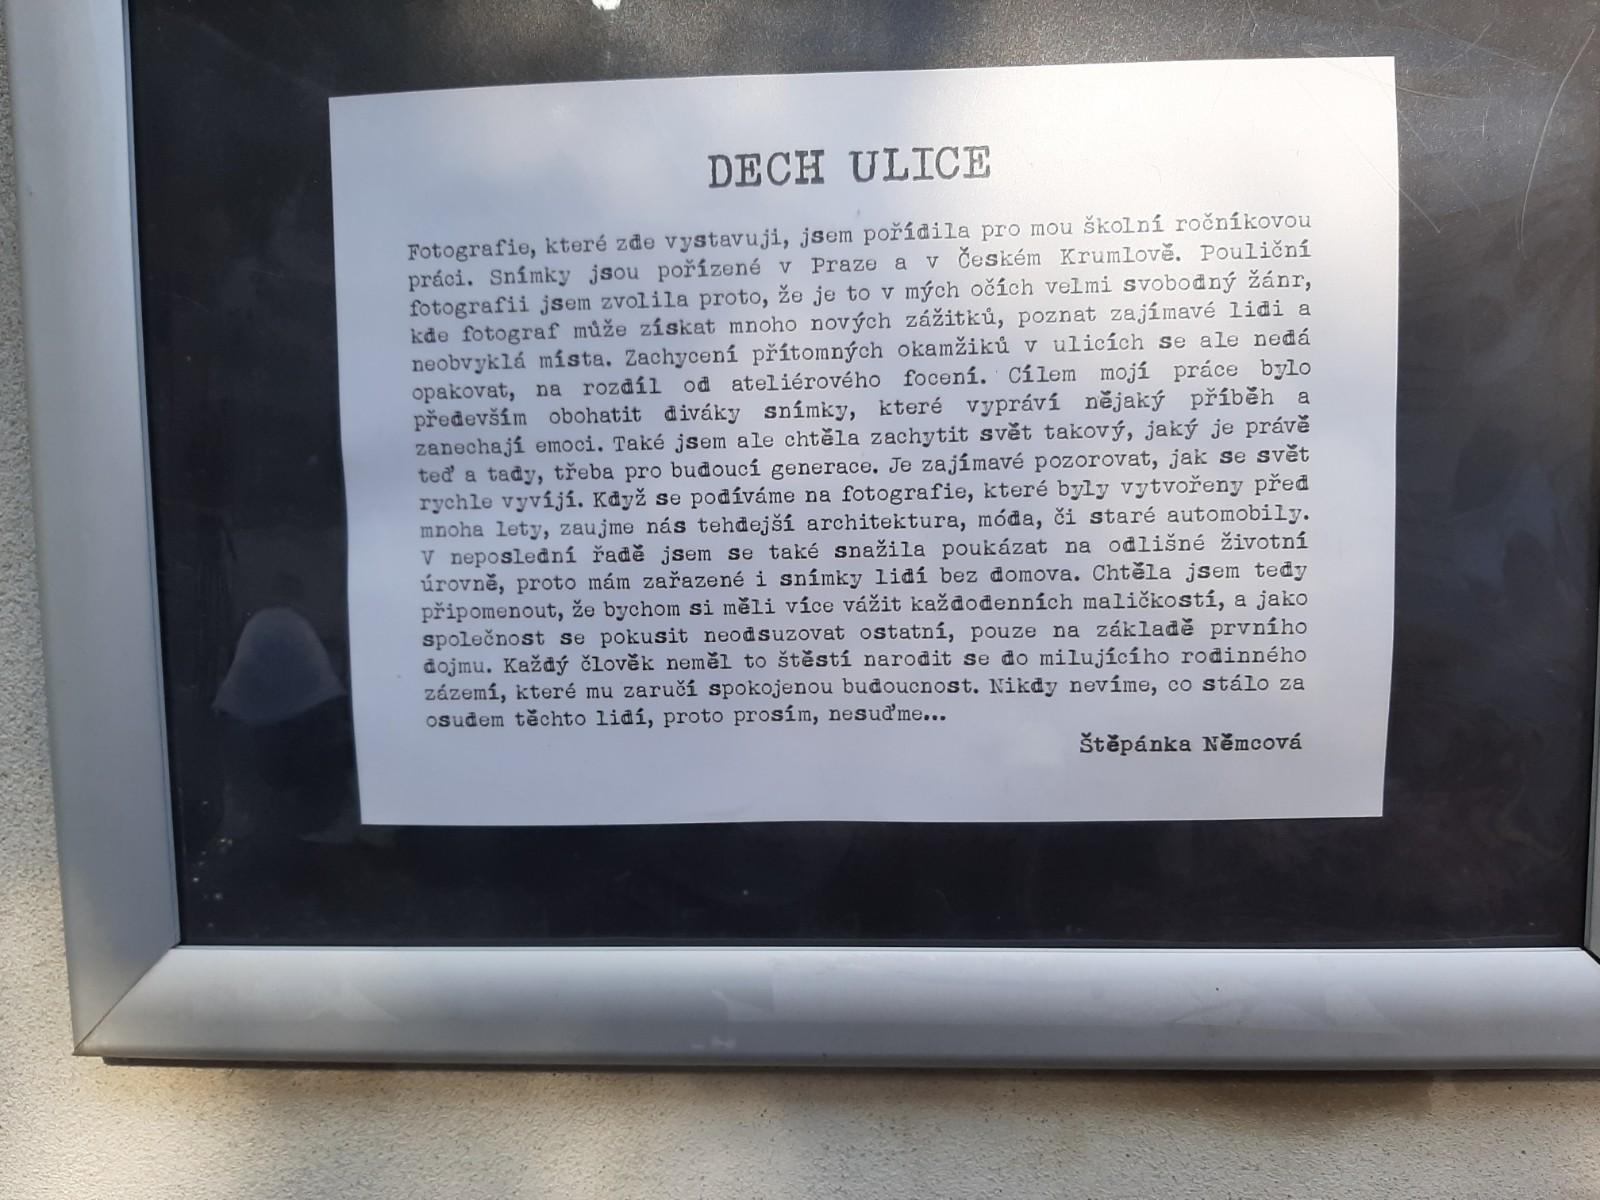 DECH ULICE
Fotografie, které zde vystavuji, jsem pořídila pro mou školní ročníkovou
práci. Snímky jsou pořízené v Praze a v Českém Krumlově. Pouliční
fotografii jsem zvolila proto, že je to v mých očích velmi svobodný žánr,
kde fotograf může získat mnoho nových zážitků, poznat zajímavé lidi a
neobvyklá místa. Zachycení přítomných okamžiků v ulicích se ale nedá
opakovat, na rozdíl od ateliérového focení. Cílem mojí práce bylo
především obohatit diváky snímky, které vypráví nějaký příběh a
zanechají emoci. Také jsem ale chtěla zachytit svět takový, jaký je právě
teď a tady, třeba pro budoucí generace. Je zajímavé pozorovat, jak se svět
rychle vyvíjí. Když se podíváme na fotografie, které byly vytvořeny před
mnoha lety, zaujme nás tehdejší architektura, móda, či staré automobily.
V neposlední řadě jsem se také snažila poukázat na odlišné životní
úrovně, proto mám zařazené i snímky lidí bez domova. Chtěla jsem tedy
připomenout, že bychom si měli více vážit každodenních maličkostí, a jako
společnost se pokusit neodsuzovat ostatní, pouze na základě prvního
dojmu. Každý člověk neměl to štěstí narodit se do milujícího rodinného
zázemí, které mu zaručí spokojenou budoucnost. Nikdy nevíme, co stálo za
osudem těchto lidí, proto prosím, nesuďme...
Štěpánka Němcová